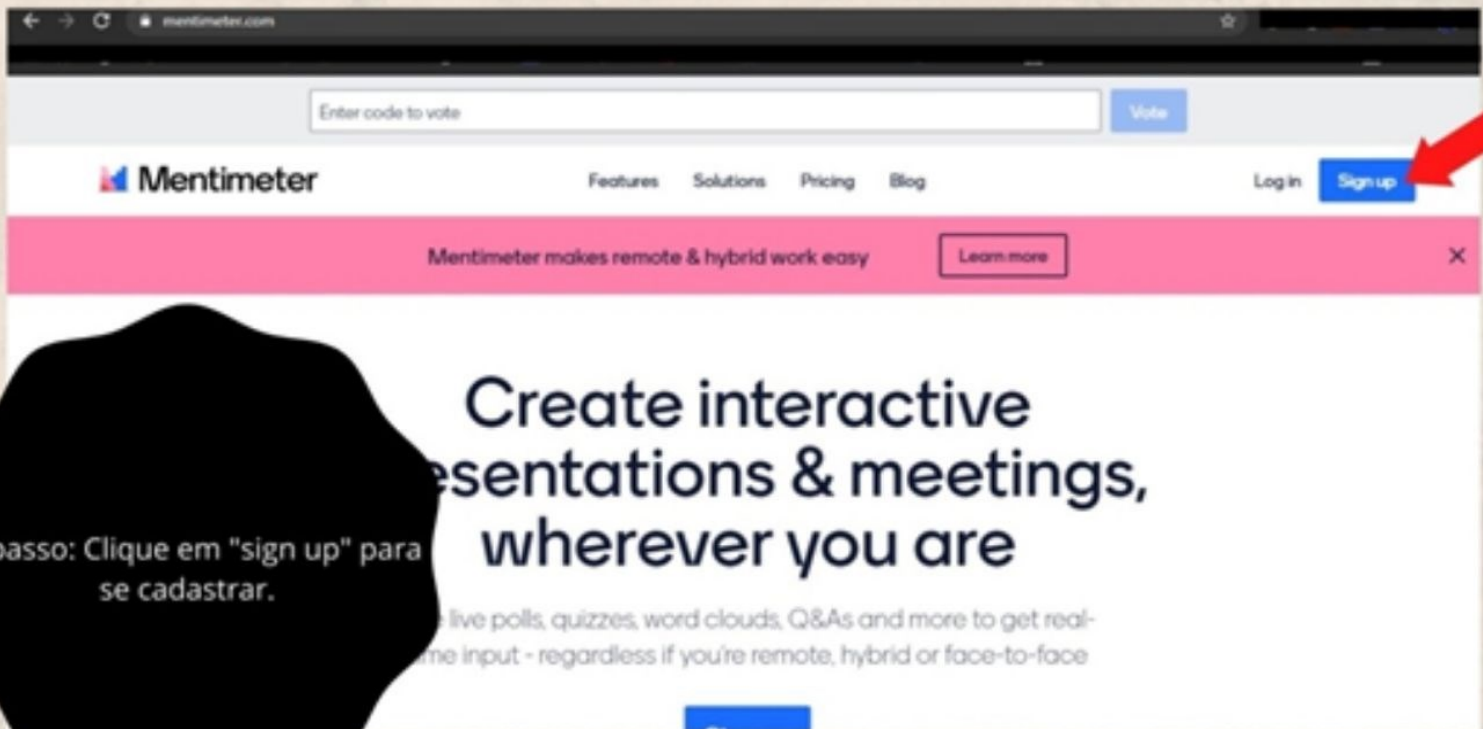 mentimeter.com
Enter code to vote
Vote
Mentimeter
Features Solutions Pricing Blog
Log in Sign up
Mentimeter makes remote & hybrid work easy Learn more
Create interactive
esentations & meetings,
wherever you are
passo: Clique em "sign up" para
se cadastrar.
live polls, quizzes, word clouds, Q&As and more to get real-
me input - regardless if you're remote, hybrid or face-to-face